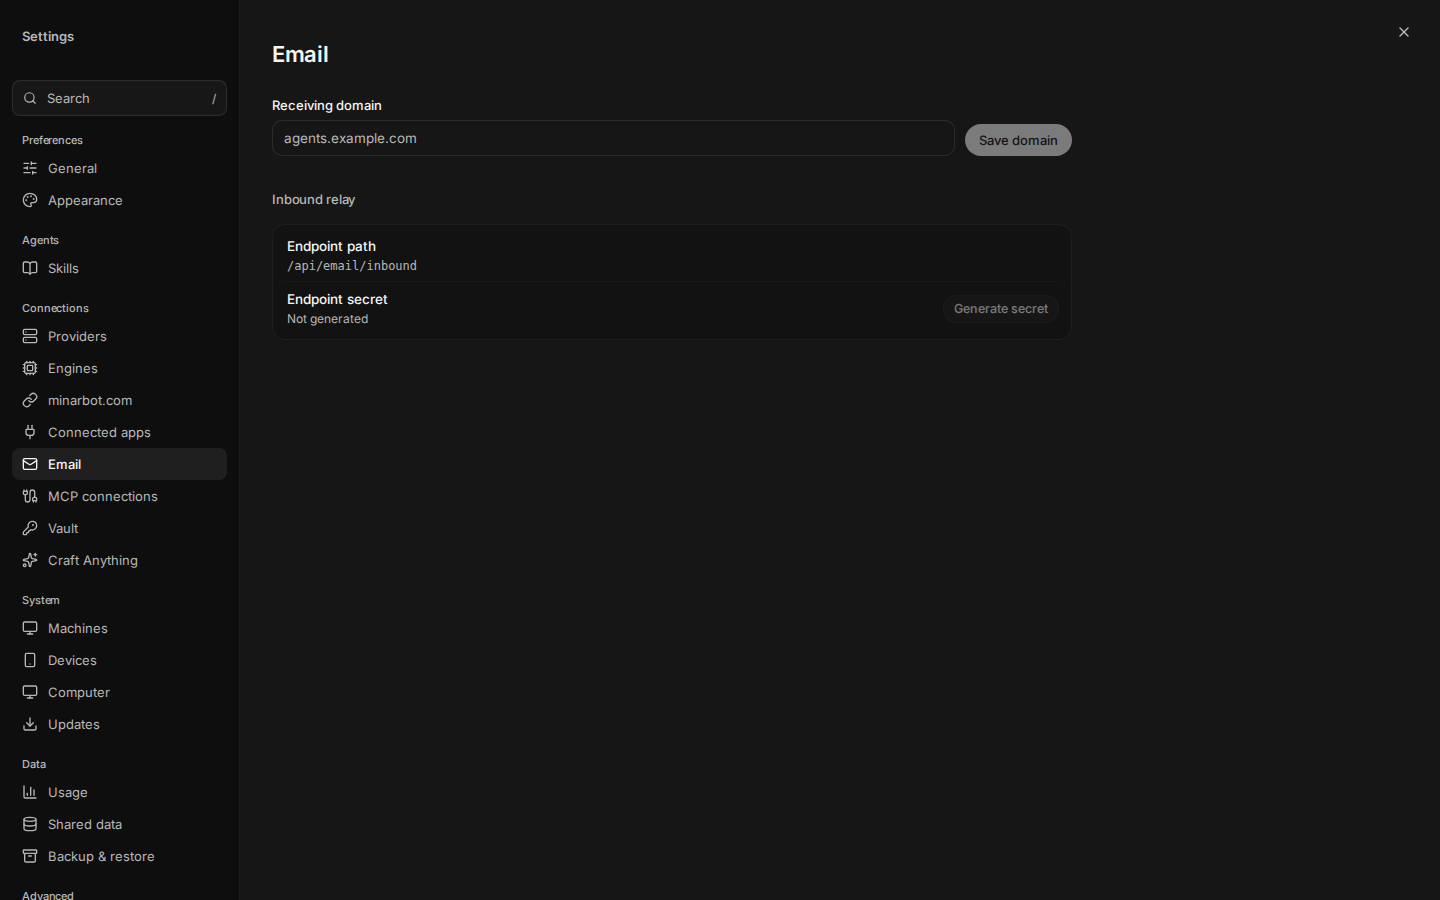 Settings
Search /
Preferences
General
Appearance
Agents
Skills
Connections
Providers
Engines
minarbot.com
Connected apps
Email
MCP connections
Vault
Craft Anything
System
Machines
Devices
Computer
Updates
Data
Usage
Shared data
Backup & restore
Advanced
Email
Receiving domain
agents.example.com
Save domain
Inbound relay
Endpoint path
/api/email/inbound
Endpoint secret
Not generated
Generate secret